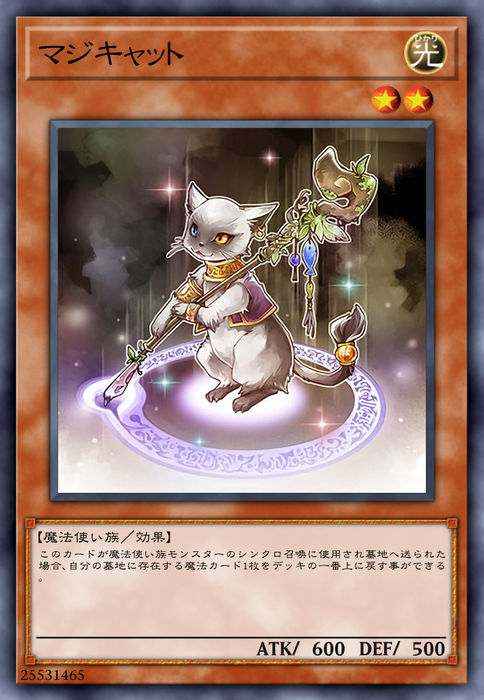 マジキャット
光
ひかり
【魔法使い族／効果】
このカードが魔法使い族モンスターのシンクロ召喚に使用され墓地へ送られた
場合、自分の墓地に存在する魔法カード1枚をデッキの一番上に戻す事ができる
。
ATK/ 600 DEF/ 500
25531465